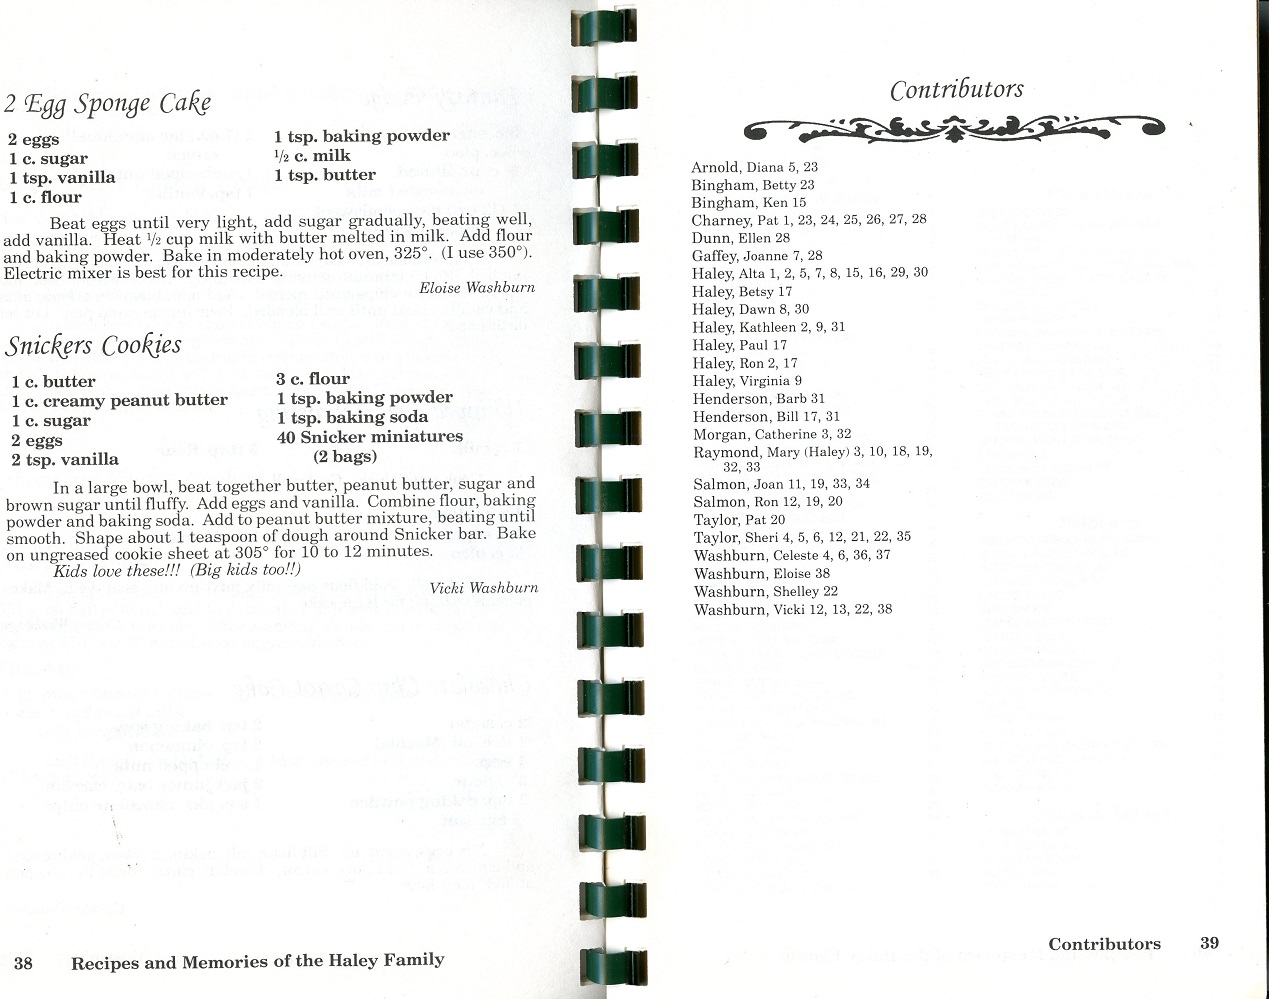 2 Egg Sponge Cake
2 eggs
1 c. sugar
1 tsp. vanilla
1 c. flour
1 tsp. baking powder
½ c. milk
1 tsp. butter
Beat eggs until very light, add sugar gradually, beating well,
add vanilla. Heat ½ cup milk with butter melted in milk. Add flour
and baking powder. Bake in moderately hot oven, 325°. (I use 350°).
Electric mixer is best for this recipe.
Eloise Washburn
Snickers Cookies
1 c. butter
1 c. creamy peanut butter
1 c. sugar
2 eggs
2 tsp. vanilla
3 c. flour
1 tsp. baking powder
1 tsp. baking soda
40 Snicker miniatures
(2 bags)
In a large bowl, beat together butter, peanut butter, sugar and
brown sugar until fluffy. Add eggs and vanilla. Combine flour, baking
powder and baking soda. Add to peanut butter mixture, beating until
smooth. Shape about 1 teaspoon of dough around Snicker bar. Bake
on ungreased cookie sheet at 305° for 10 to 12 minutes.
Kids love these!!! (Big kids too!!)
Vicki Washburn
38 Recipes and Memories of the Haley Family
Contributors
Arnold, Diana 5, 23
Bingham, Betty 23
Bingham, Ken 15
Charney, Pat 1, 23, 24, 25, 26, 27, 28
Dunn, Ellen 28
Gaffey, Joanne 7, 28
Haley, Alta 1, 2, 5, 7, 8, 15, 16, 29, 30
Haley, Betsy 17
Haley, Dawn 8, 30
Haley, Kathleen 2, 9, 31
Haley, Paul 17
Haley, Ron 2, 17
Haley, Virginia 9
Henderson, Barb 31
Henderson, Bill 17, 31
Morgan, Catherine 3, 32
Raymond, Mary (Haley) 3, 10, 18, 19,
32, 33
Salmon, Joan 11, 19, 33, 34
Salmon, Ron 12, 19, 20
Taylor, Pat 20
Taylor, Sheri 4, 5, 6, 12, 21, 22, 35
Washburn, Celeste 4, 6, 36, 37
Washburn, Eloise 38
Washburn, Shelley 22
Washburn, Vicki 12, 13, 22, 38
Contributors 39